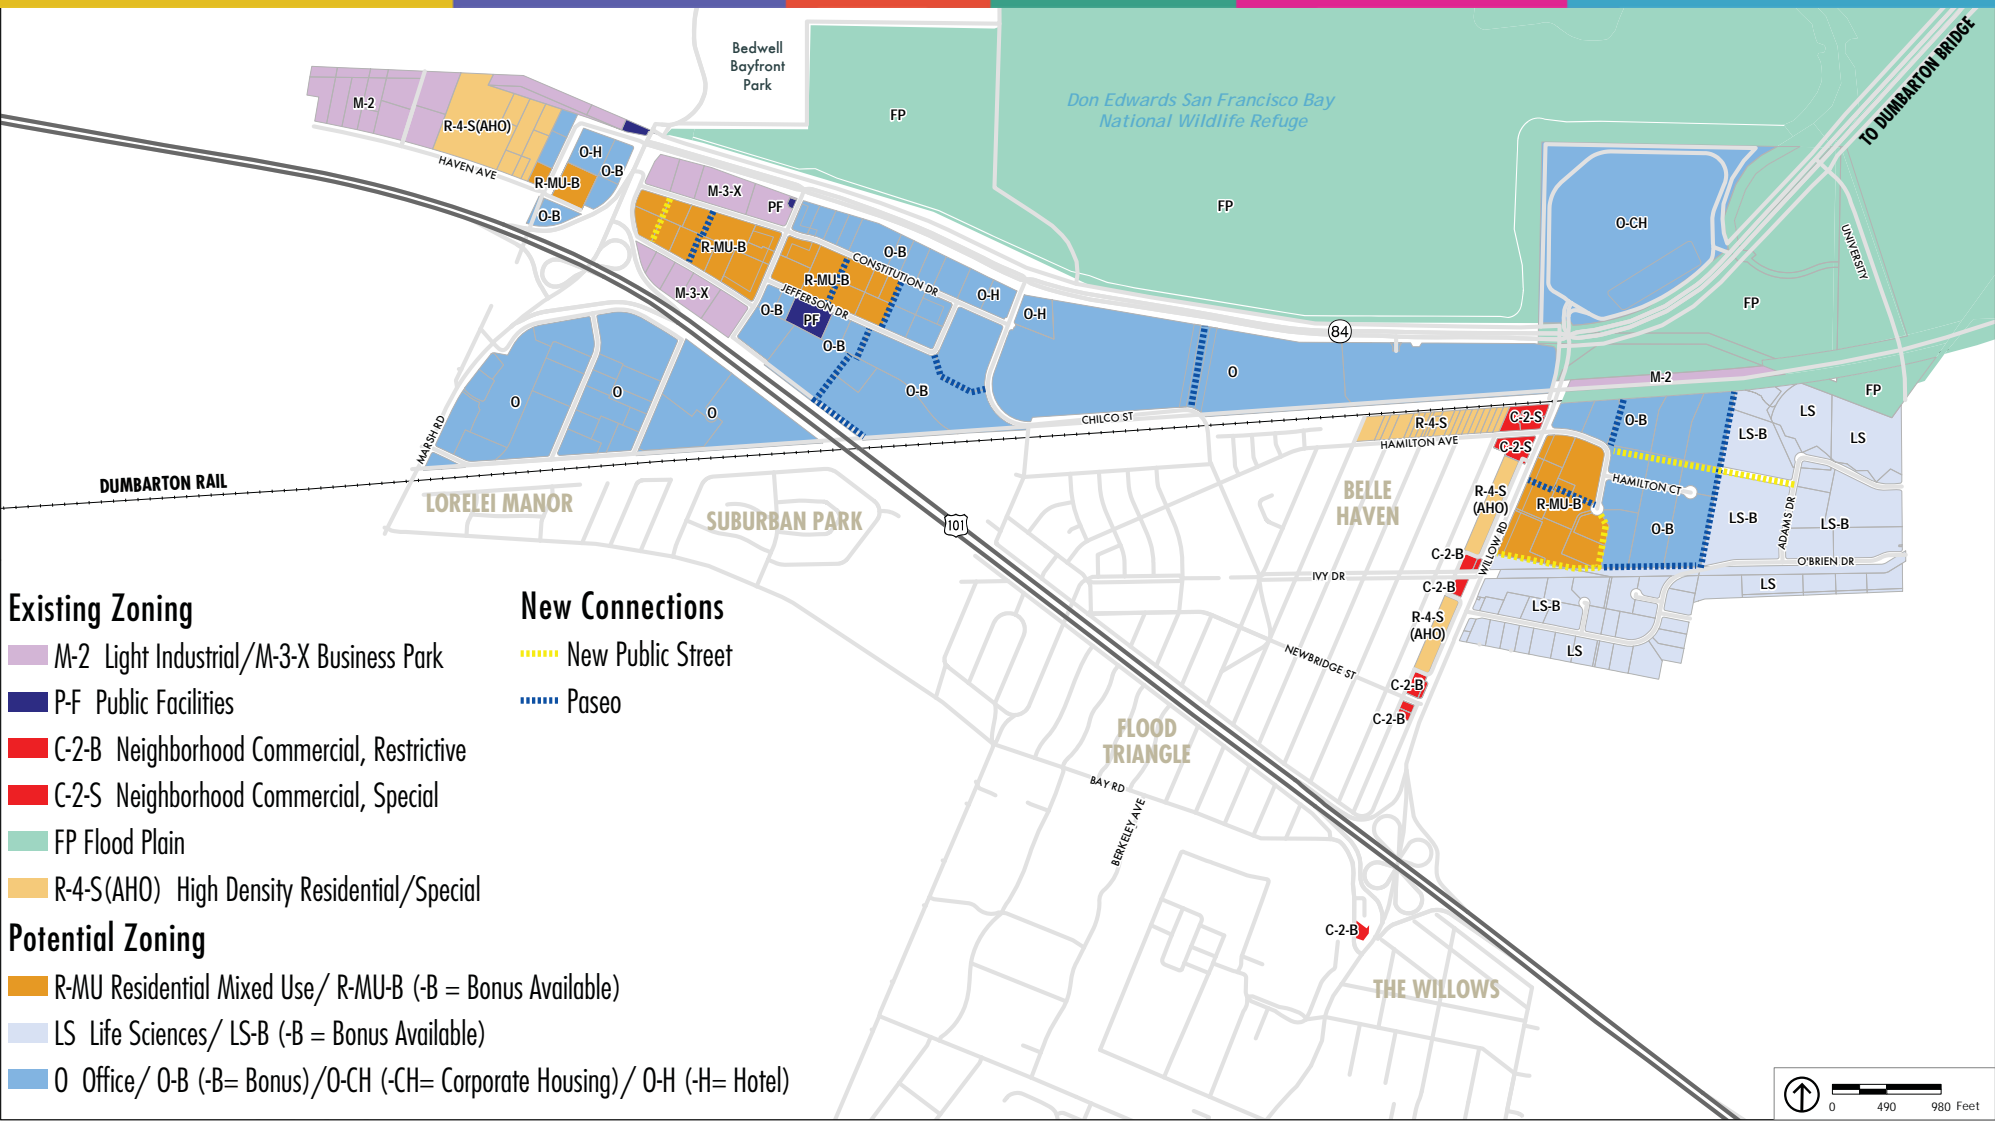 Bedwell
Bayfront
Park
Don Edwards San Francisco Bay
National Wildlife Refuge
TO DUMBARTON BRIDGE
FP
FP
FP
FP
M-2
R-4-S(AHO)
HAVEN AVE
O-H
O-B
R-MU-B
O-B
M-3-X
PF
R-MU-B
M-3-X
O-B
CONSTITUTION DR
R-MU-B
JEFFERSON DR
O-B
PF
O-B
O-H
O-H
O-B
O-CH
UNIVERSITY
84
O
O
O
O
MARSH RD
CHILCO ST
DUMBARTON RAIL
LORELEI MANOR
SUBURBAN PARK
101
BELLE
HAVEN
R-4-S
HAMILTON AVE
C-2-S
C-2-S
M-2
O-B
LS-B
LS
LS
R-4-S
(AHO)
R-MU-B
HAMILTON CT
O-B
LS-B
ADAMS DR
LS-B
WILLOW RD
O'BRIEN DR
C-2-B
IVY DR
C-2-B
LS
LS-B
R-4-S
(AHO)
LS
NEWBRIDGE ST
C-2-B
C-2-B
FLOOD
TRIANGLE
BAY RD
BERKELEY AVE
C-2-B
THE WILLOWS
Existing Zoning
M-2 Light Industrial/M-3-X Business Park
P-F Public Facilities
C-2-B Neighborhood Commercial, Restrictive
C-2-S Neighborhood Commercial, Special
FP Flood Plain
R-4-S(AHO) High Density Residential/Special
Potential Zoning
R-MU Residential Mixed Use/ R-MU-B (-B = Bonus Available)
LS Life Sciences/ LS-B (-B = Bonus Available)
O Office/ O-B (-B= Bonus)/O-CH (-CH= Corporate Housing)/ O-H (-H= Hotel)
New Connections
New Public Street
Paseo
0 490 980 Feet